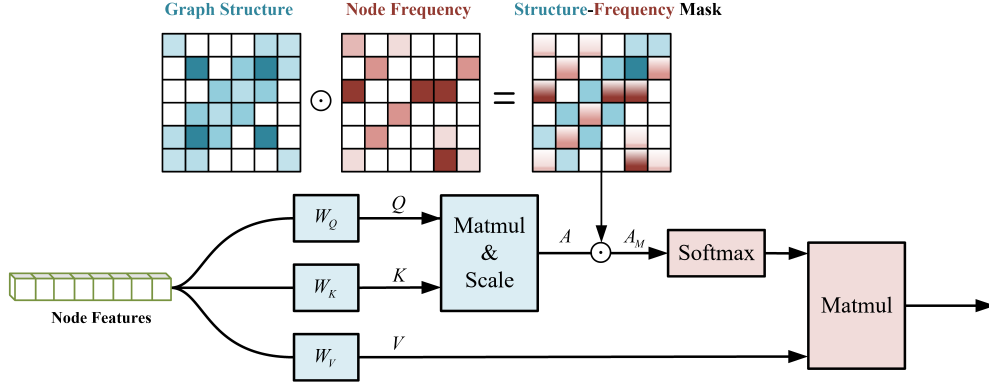 Graph Structure
Node Frequency
Structure-Frequency Mask
⊙
=
W_Q
Q
Matmul
&
Scale
A
A_M
Softmax
W_K
K
Matmul
Node Features
W_V
V